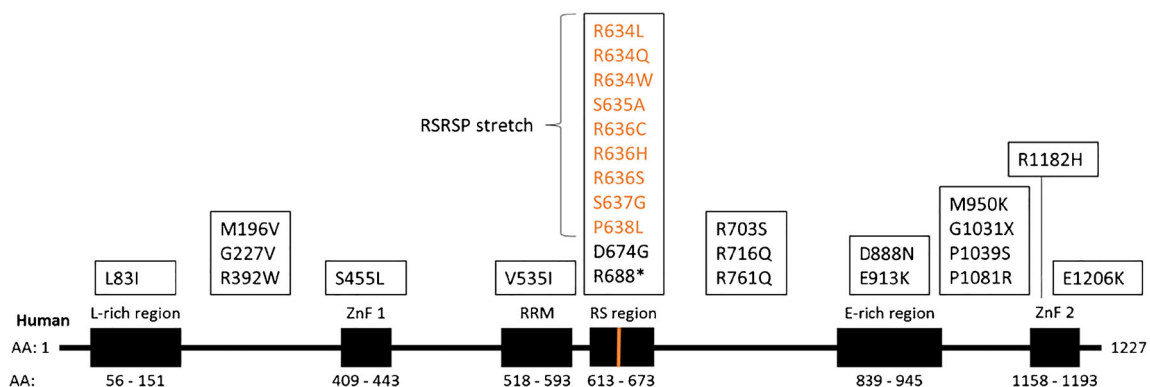 R634L
R634Q
R634W
S635A
R636C
R636H
R636S
S637G
P638L
D674G
R688*
RSRSP stretch
R1182H
M196V
G227V
R392W
R703S
R716Q
R761Q
M950K
G1031X
P1039S
P1081R
L83I
S455L
V535I
D888N
E913K
E1206K
L-rich region
ZnF 1
RRM
RS region
E-rich region
ZnF 2
Human
AA: 1
1227
AA:
56 - 151
409 - 443
518 - 593
613 - 673
839 - 945
1158 - 1193